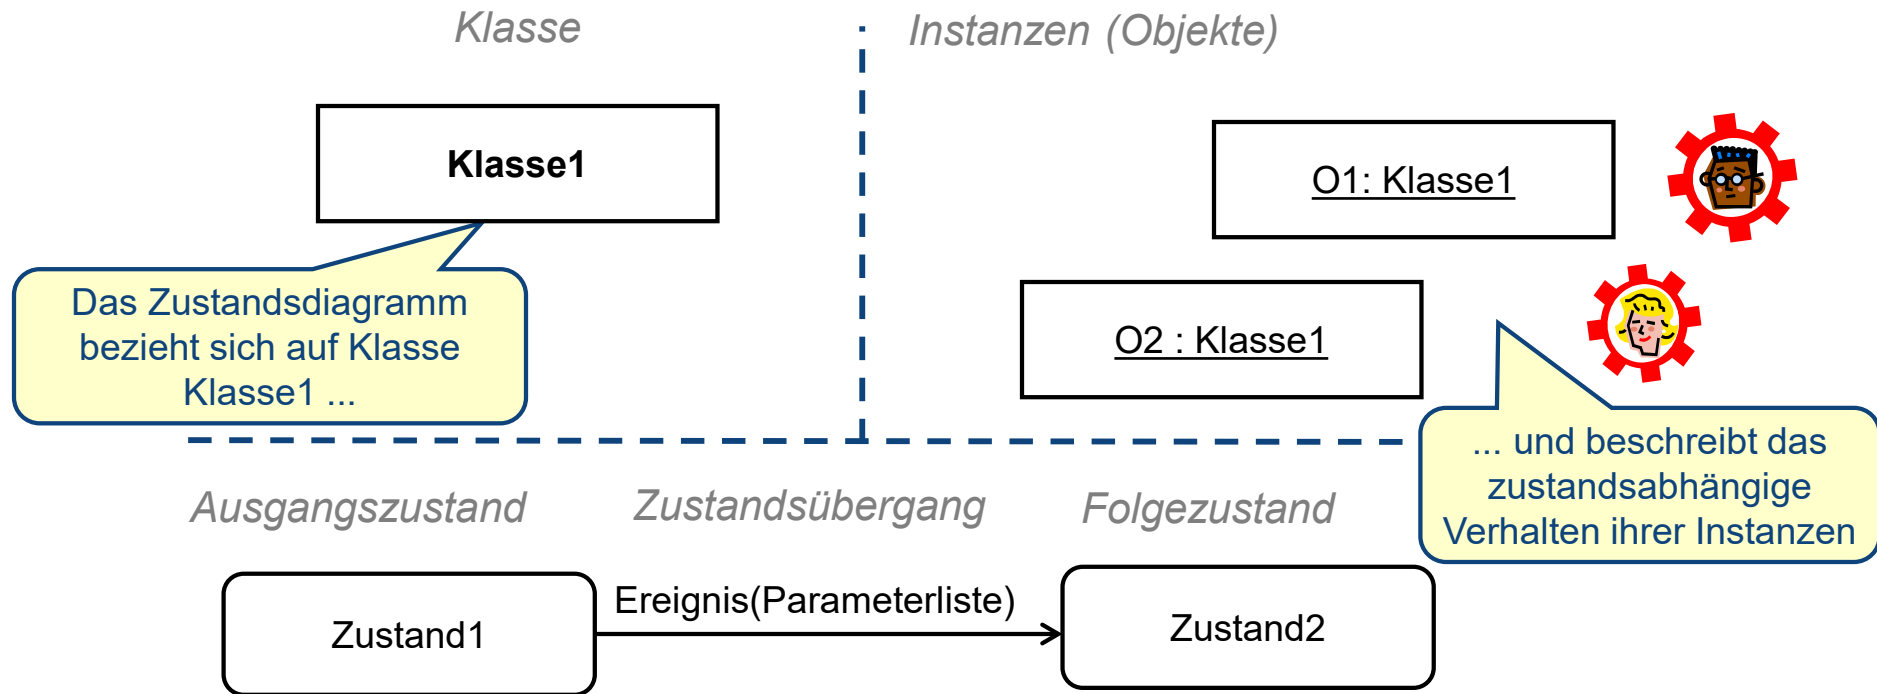 Klasse
Instanzen (Objekte)
Klasse1
O1: Klasse1
Das Zustandsdiagramm
bezieht sich auf Klasse
Klasse1 ...
O2 : Klasse1
... und beschreibt das
zustandsabhängige
Verhalten ihrer Instanzen
Ausgangszustand
Zustandsübergang
Folgezustand
Zustand1
Ereignis(Parameterliste)
Zustand2